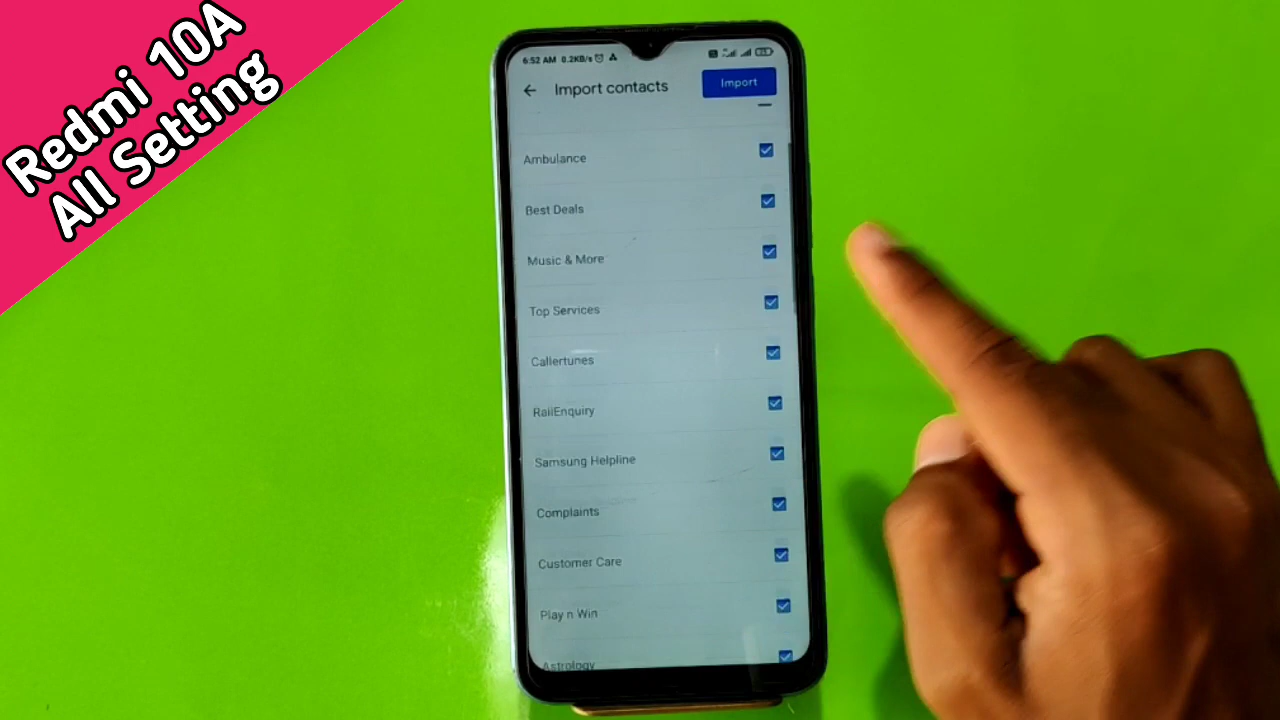 Redmi 10A
All Setting
6:52 AM 0.2KB/s
Import contacts
Import
Ambulance
Best Deals
Music & More
Top Services
Callertunes
RailEnquiry
Samsung Helpline
Complaints
Customer Care
Play n Win
Astrology